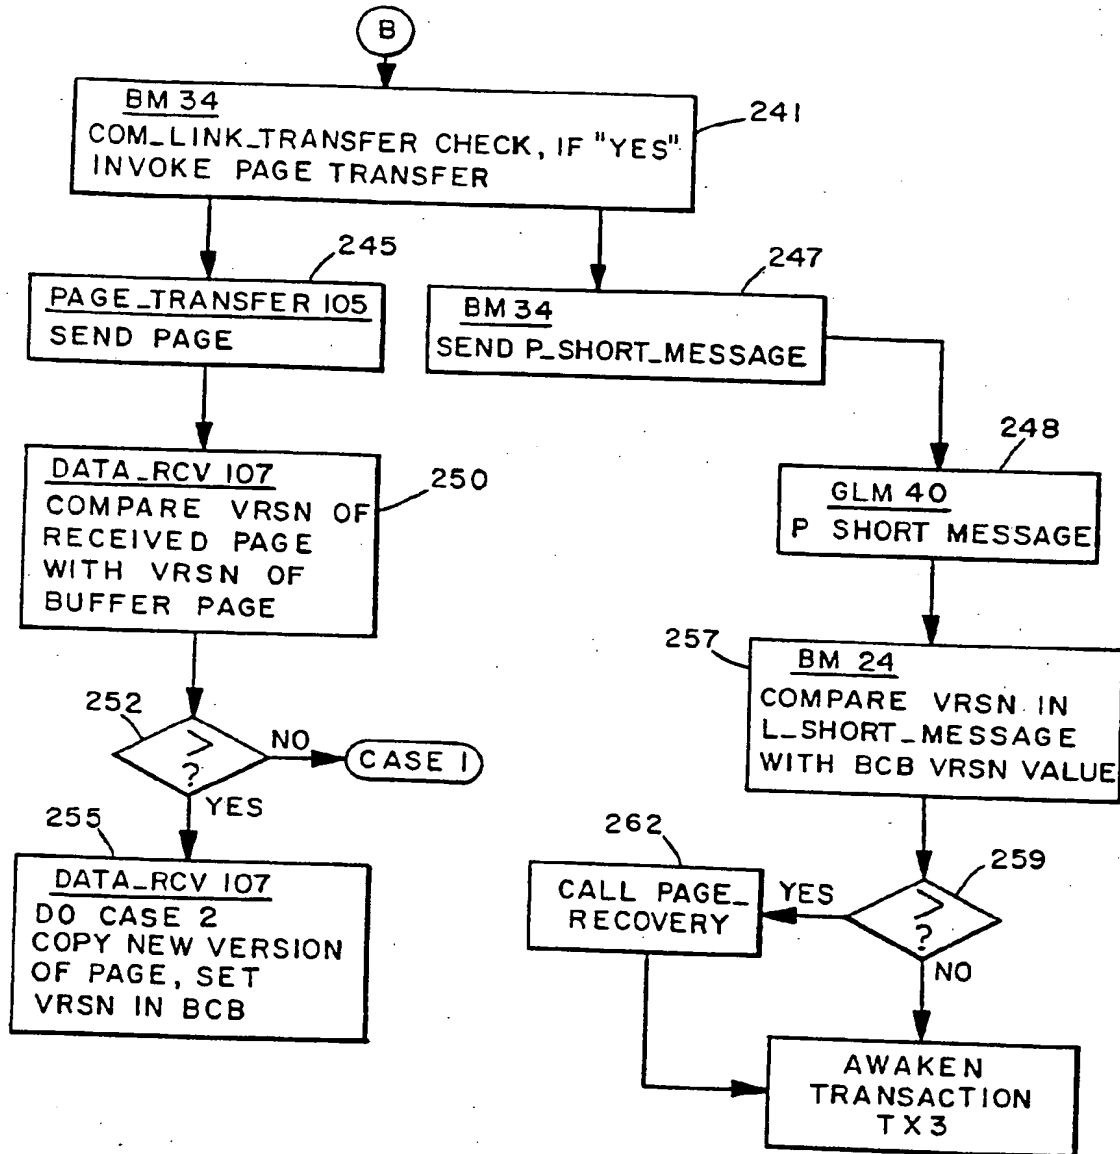 B
BM 34
COM_LINK_TRANSFER CHECK, IF "YES"
INVOKE PAGE TRANSFER
241
245
PAGE_TRANSFER 105
SEND PAGE
247
BM 34
SEND P_SHORT_MESSAGE
DATA_RCV 107
COMPARE VRSN OF
RECEIVED PAGE
WITH VRSN OF
BUFFER PAGE
250
248
GLM 40
P SHORT MESSAGE
252
>
?
NO
CASE 1
YES
257
BM 24
COMPARE VRSN IN
L_SHORT_MESSAGE
WITH BCB VRSN VALUE
255
DATA_RCV 107
DO CASE 2
COPY NEW VERSION
OF PAGE, SET
VRSN IN BCB
262
CALL PAGE_
RECOVERY
YES
259
>
?
NO
AWAKEN
TRANSACTION
TX3